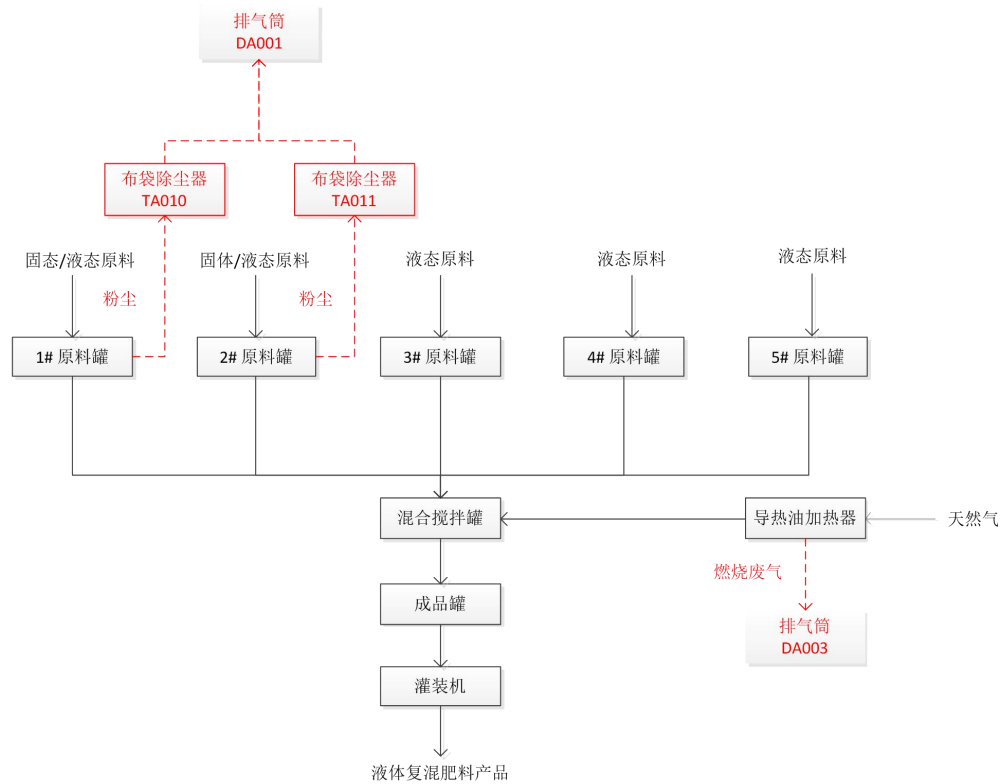 排气筒
DA001
布袋除尘器
TA010
布袋除尘器
TA011
固态/液态原料
固体/液态原料
液态原料
液态原料
液态原料
粉尘
粉尘
1# 原料罐
2# 原料罐
3# 原料罐
4# 原料罐
5# 原料罐
混合搅拌罐
导热油加热器
天然气
燃烧废气
成品罐
排气筒
DA003
灌装机
液体复混肥料产品